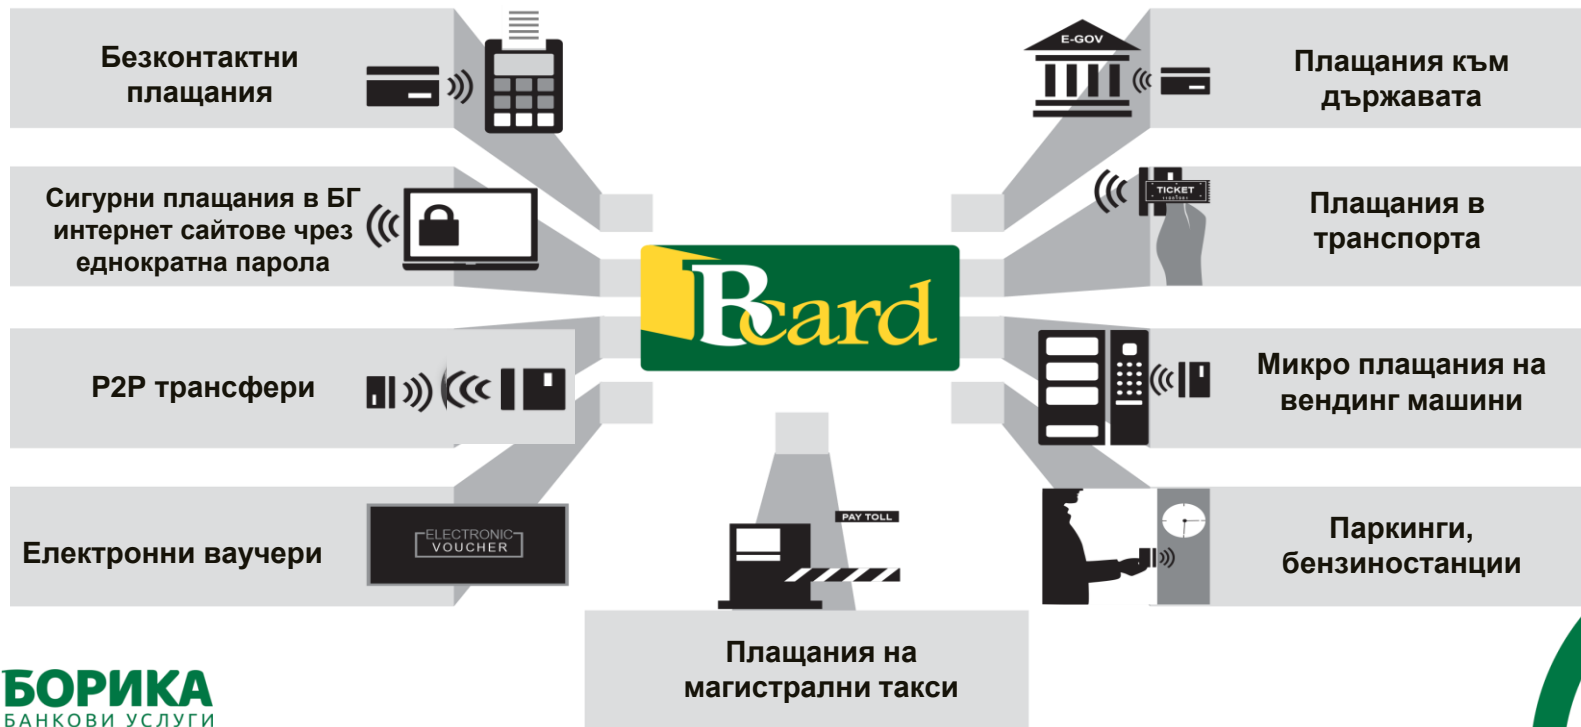 Безконтактни
плащания
Сигурни плащания в БГ
интернет сайтове чрез
еднократна парола
P2P трансфери
Електронни ваучери
ELECTRONIC
VOUCHER
Bcard
PAY TOLL
Плащания на
магистрални такси
E-GOV
Плащания към
държавата
TICKET
Плащания в
транспорта
Микро плащания на
вендинг машини
Паркинги,
бензиностанции
БОРИКА
БАНКОВИ УСЛУГИ